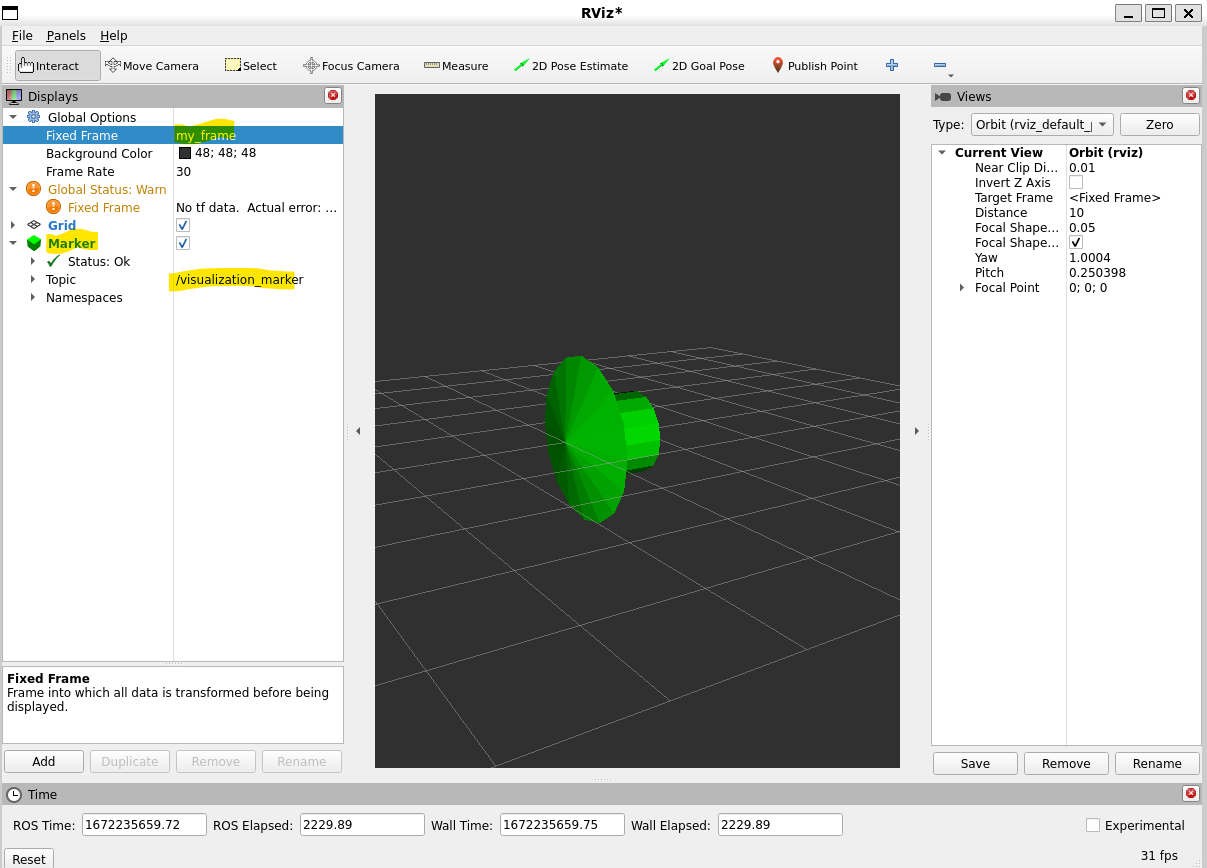 RViz*
File Panels Help
Interact Move Camera Select Focus Camera Measure 2D Pose Estimate 2D Goal Pose Publish Point
Displays
Global Options
Fixed Frame my_frame
Background Color 48; 48; 48
Frame Rate 30
Global Status: Warn
Fixed Frame No tf data. Actual error: ...
Grid
Marker
Status: Ok
Topic /visualization_marker
Namespaces
Fixed Frame
Frame into which all data is transformed before being
displayed.
Add Duplicate Remove Rename
Views
Type: Orbit (rviz_default_ Zero
Current View Orbit (rviz)
Near Clip Di... 0.01
Invert Z Axis
Target Frame <Fixed Frame>
Distance 10
Focal Shape... 0.05
Focal Shape...
Yaw 1.0004
Pitch 0.250398
Focal Point 0; 0; 0
Save Remove Rename
Time
ROS Time: 1672235659.72 ROS Elapsed: 2229.89 Wall Time: 1672235659.75 Wall Elapsed: 2229.89 Experimental
Reset 31 fps